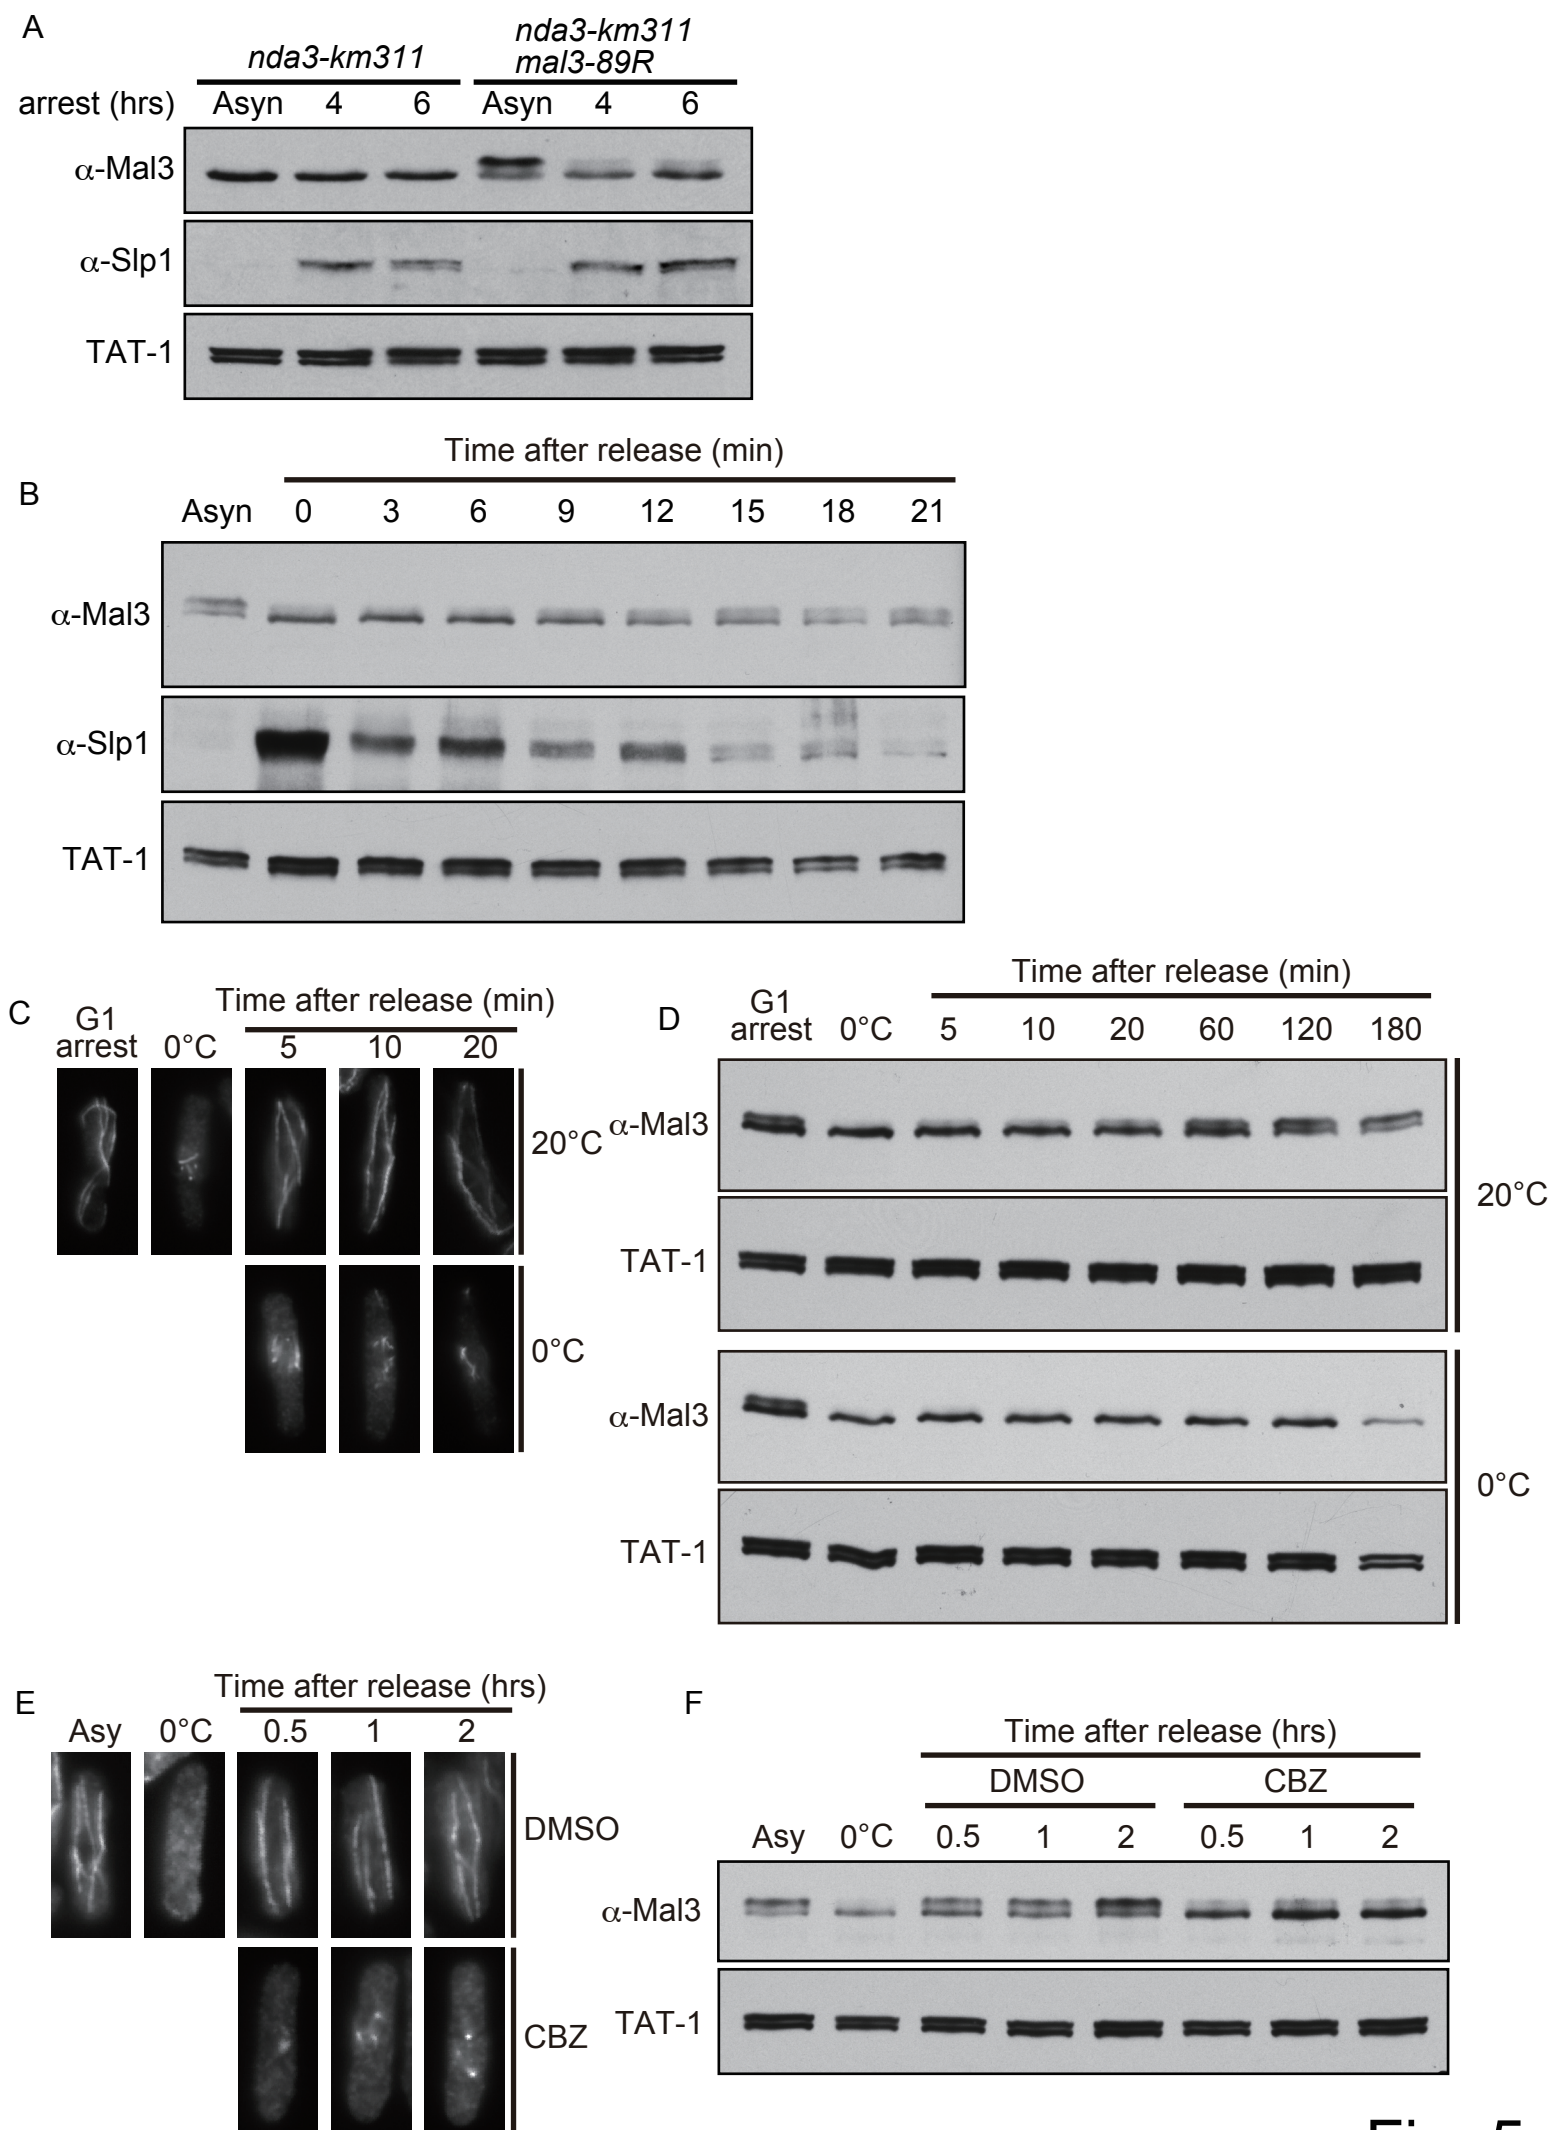 A
nda3-km311
nda3-km311
mal3-89R
arrest (hrs) Asyn 4 6 Asyn 4 6
α-Mal3
α-Slp1
TAT-1
Time after release (min)
B
Asyn 0 3 6 9 12 15 18 21
α-Mal3
α-Slp1
TAT-1
C
Time after release (min)
G1
arrest 0°C 5 10 20
20°C
0°C
D
Time after release (min)
G1
arrest 0°C 5 10 20 60 120 180
α-Mal3
TAT-1
20°C
α-Mal3
TAT-1
0°C
E
Time after release (hrs)
Asy 0°C 0.5 1 2
DMSO
CBZ
F
Time after release (hrs)
DMSO CBZ
Asy 0°C 0.5 1 2 0.5 1 2
α-Mal3
TAT-1